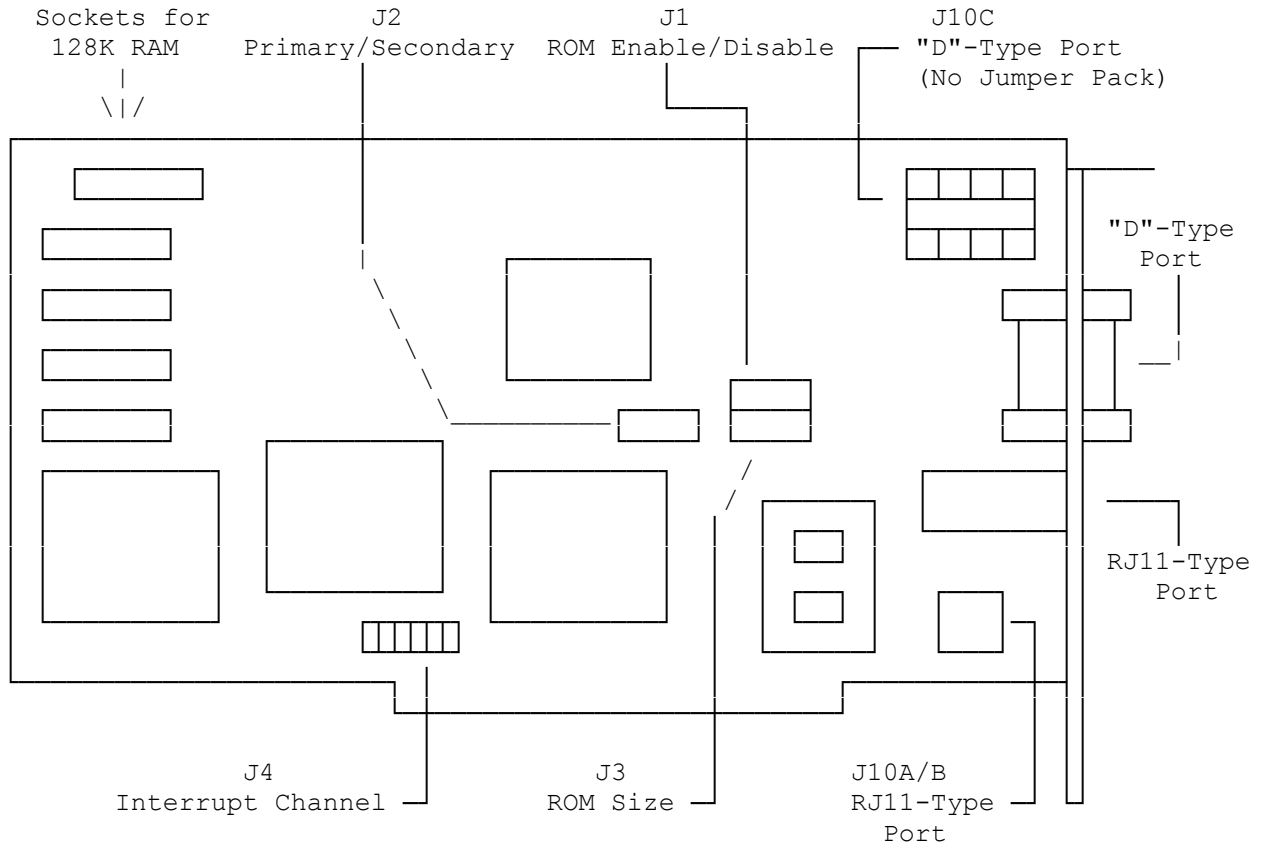 Sockets for
128K RAM
J2
Primary/Secondary
J1
ROM Enable/Disable
J10C
"D"-Type Port
(No Jumper Pack)
"D"-Type
Port
RJ11-Type
Port
J4
Interrupt Channel
J3
ROM Size
J10A/B
RJ11-Type
Port